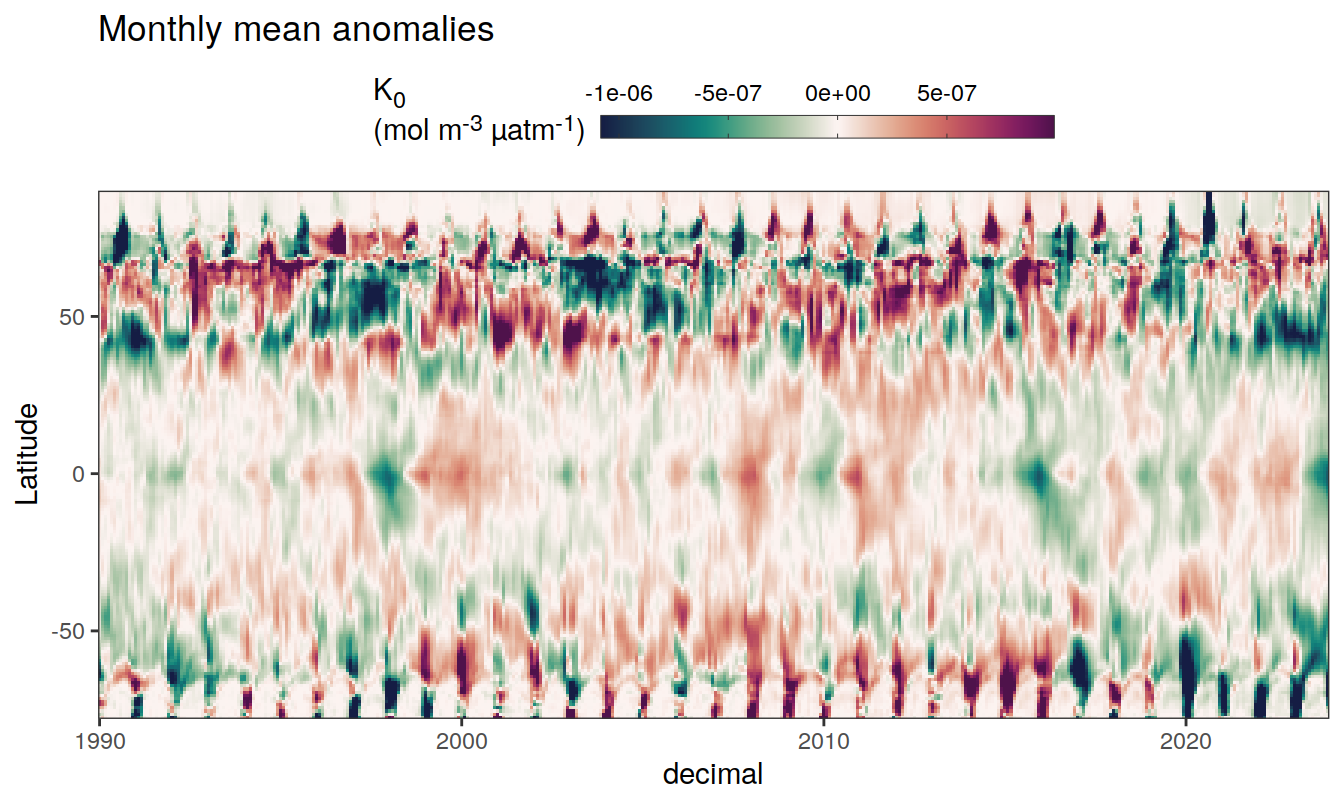 Monthly mean anomalies
K₀
(mol m⁻³ µatm⁻¹)
-1e-06 -5e-07 0e+00 5e-07
Latitude
50
0
-50
1990 2000 2010 2020
decimal